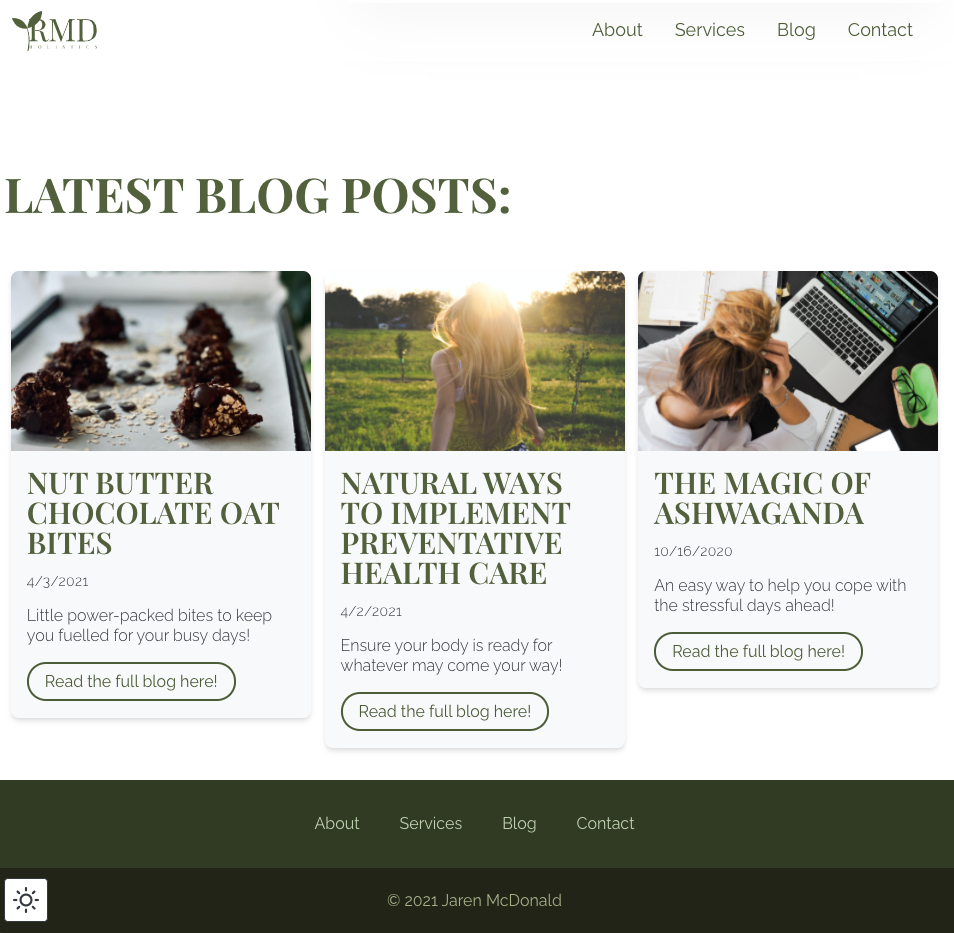 RMD
HOLISTICS
About Services Blog Contact
LATEST BLOG POSTS:
NUT BUTTER
CHOCOLATE OAT
BITES
4/3/2021
Little power-packed bites to keep
you fuelled for your busy days!
Read the full blog here!
NATURAL WAYS
TO IMPLEMENT
PREVENTATIVE
HEALTH CARE
4/2/2021
Ensure your body is ready for
whatever may come your way!
Read the full blog here!
THE MAGIC OF
ASHWAGANDA
10/16/2020
An easy way to help you cope with
the stressful days ahead!
Read the full blog here!
About Services Blog Contact
© 2021 Jaren McDonald